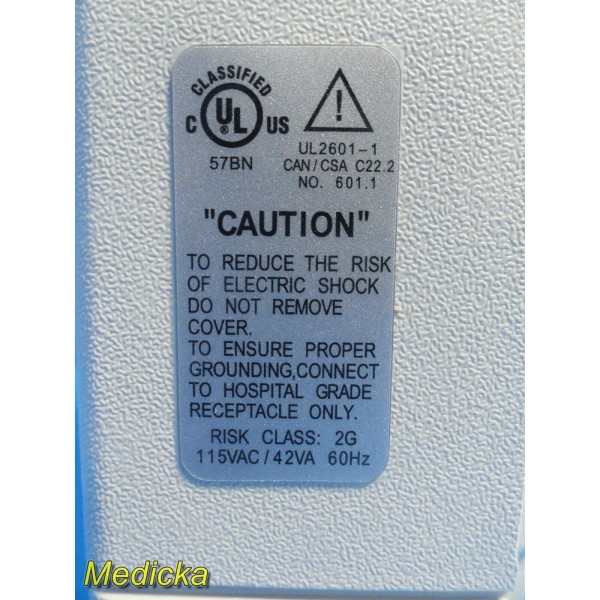 CLASSIFIED
C UL® US
57BN
UL2601-1
CAN/CSA C22.2
NO. 601.1
"CAUTION"
TO REDUCE THE RISK
OF ELECTRIC SHOCK
DO NOT REMOVE
COVER.
TO ENSURE PROPER
GROUNDING,CONNECT
TO HOSPITAL GRADE
RECEPTACLE ONLY.
RISK CLASS: 2G
115VAC/42VA 60Hz
Medicka